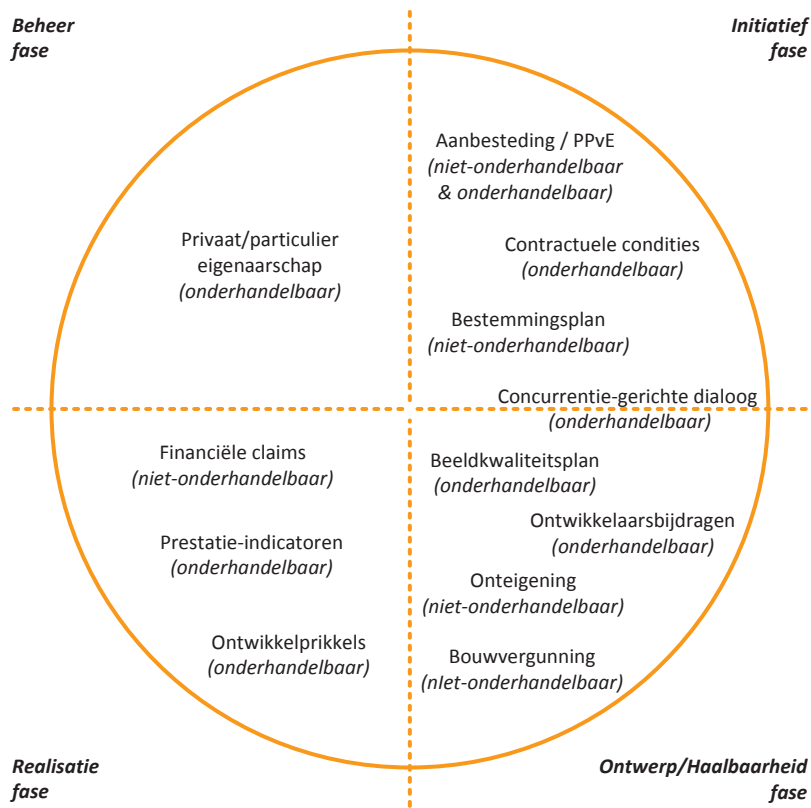 Beheer
fase
Initiatief
fase
Aanbesteding / PPvE
(niet-onderhandelbaar
& onderhandelbaar)
Privaat/particulier
eigenaarschap
(onderhandelbaar)
Contractuele condities
(onderhandelbaar)
Bestemmingsplan
(niet-onderhandelbaar)
Concurrentie-gerichte dialoog
(onderhandelbaar)
Financiële claims
(niet-onderhandelbaar)
Beeldkwaliteitsplan
(onderhandelbaar)
Ontwikkelaarsbijdragen
(onderhandelbaar)
Prestatie-indicatoren
(onderhandelbaar)
Onteigening
(niet-onderhandelbaar)
Ontwikkelprikkels
(onderhandelbaar)
Bouwvergunning
(nIet-onderhandelbaar)
Realisatie
fase
Ontwerp/Haalbaarheid
fase